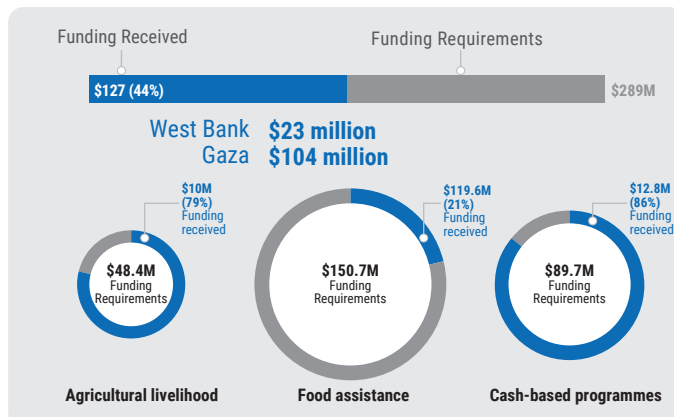 Funding Received
Funding Requirements
$127 (44%)
$289M
West Bank $23 million
Gaza $104 million
$10M
(79%)
Funding
received
$48.4M
Funding
Requirements
Agricultural livelihood
$119.6M
(21%)
Funding
received
$150.7M
Funding
Requirements
Food assistance
$12.8M
(86%)
Funding
received
$89.7M
Funding
Requirements
Cash-based programmes